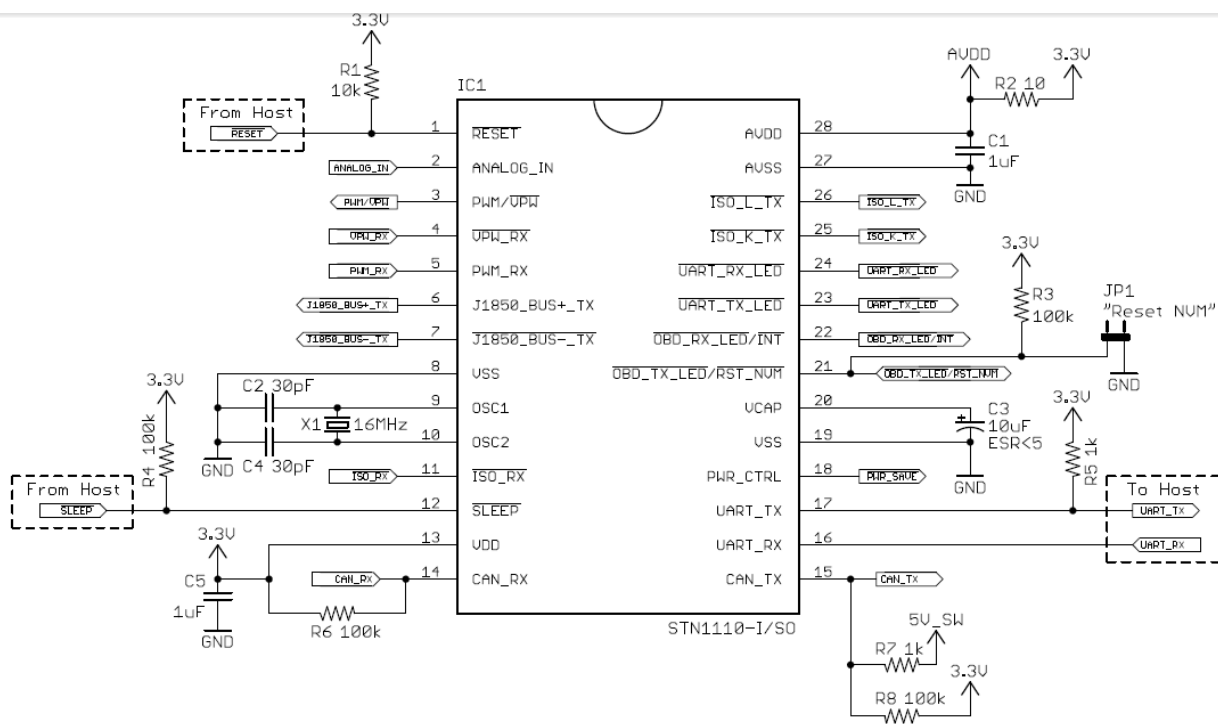 3.3V
R1
10k
From Host
RESET
IC1
AVDD
3.3V
R2 10
C1
1uF
GND
1
RESET
AVDD
28
ANALOG_IN
2
ANALOG_IN
AVSS
27
PWM/VPW
3
PWM/VPW
ISO_L_TX
26
ISO_L_TX
VPW_RX
4
VPW_RX
ISO_K_TX
25
ISO_K_TX
PWM_RX
5
PWM_RX
UART_RX_LED
24
UART_RX_LED
J1850_BUS+_TX
6
J1850_BUS+_TX
UART_TX_LED
23
UART_TX_LED
J1850_BUS-_TX
7
J1850_BUS-_TX
OBD_RX_LED/INT
22
OBD_RX_LED/INT
3.3V
R3
100k
JP1
"Reset NVM"
GND
8
VSS
OBD_TX_LED/RST_NVM
21
OBD_TX_LED/RST_NVM
3.3V
R4 100k
C2 30pF
X1
16MHz
C4 30pF
GND
9
OSC1
VCAP
20
C3
10uF
ESR<5
GND
10
OSC2
VSS
19
ISO_RX
11
ISO_RX
PWR_CTRL
18
PWR_SAVE
3.3V
R5 1k
From Host
SLEEP
12
SLEEP
UART_TX
17
To Host
UART_TX
3.3V
13
VDD
UART_RX
16
UART_RX
C5
1uF
GND
CAN_RX
14
CAN_RX
CAN_TX
15
CAN_TX
R6 100k
STN1110-I/SO
5V_SW
R7 1k
3.3V
R8 100k